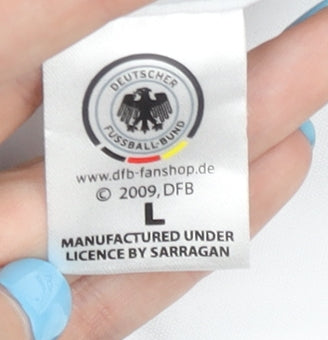 DEUTSCHER
FUSSBALL-BUND
www.dfb-fanshop.de
© 2009, DFB
L
MANUFACTURED UNDER
LICENCE BY SARRAGAN